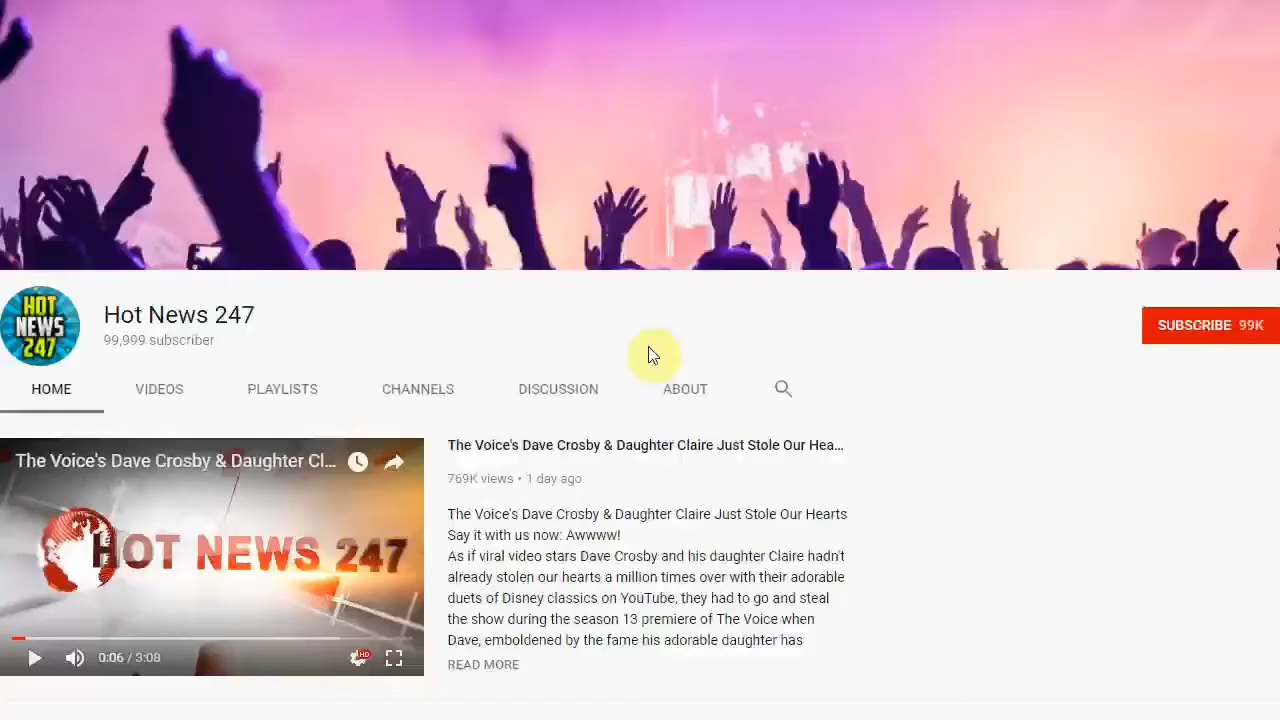 HOT
NEWS
247
Hot News 247
99,999 subscriber
SUBSCRIBE 99K
HOME VIDEOS PLAYLISTS CHANNELS DISCUSSION ABOUT
The Voice's Dave Crosby & Daughter Cl...
HOT NEWS 247
HD
0:06 / 3:08
The Voice's Dave Crosby & Daughter Claire Just Stole Our Hea...
769K views • 1 day ago
The Voice's Dave Crosby & Daughter Claire Just Stole Our Hearts
Say it with us now: Awwww!
As if viral video stars Dave Crosby and his daughter Claire hadn't
already stolen our hearts a million times over with their adorable
duets of Disney classics on YouTube, they had to go and steal
the show during the season 13 premiere of The Voice when
Dave, emboldened by the fame his adorable daughter has
READ MORE